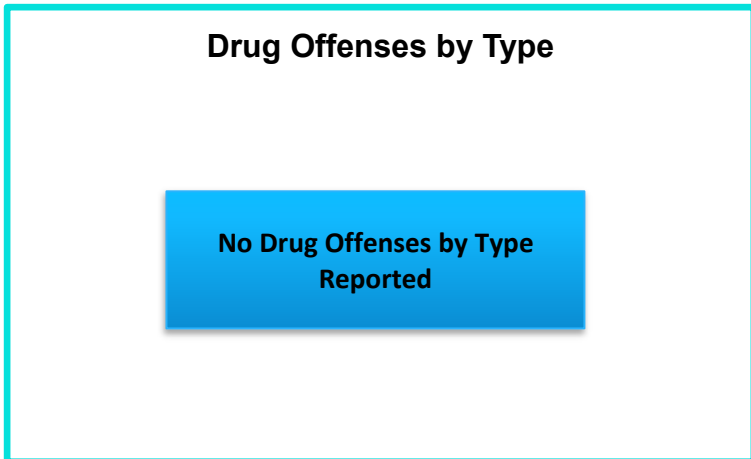 Drug Offenses by Type
No Drug Offenses by Type
Reported